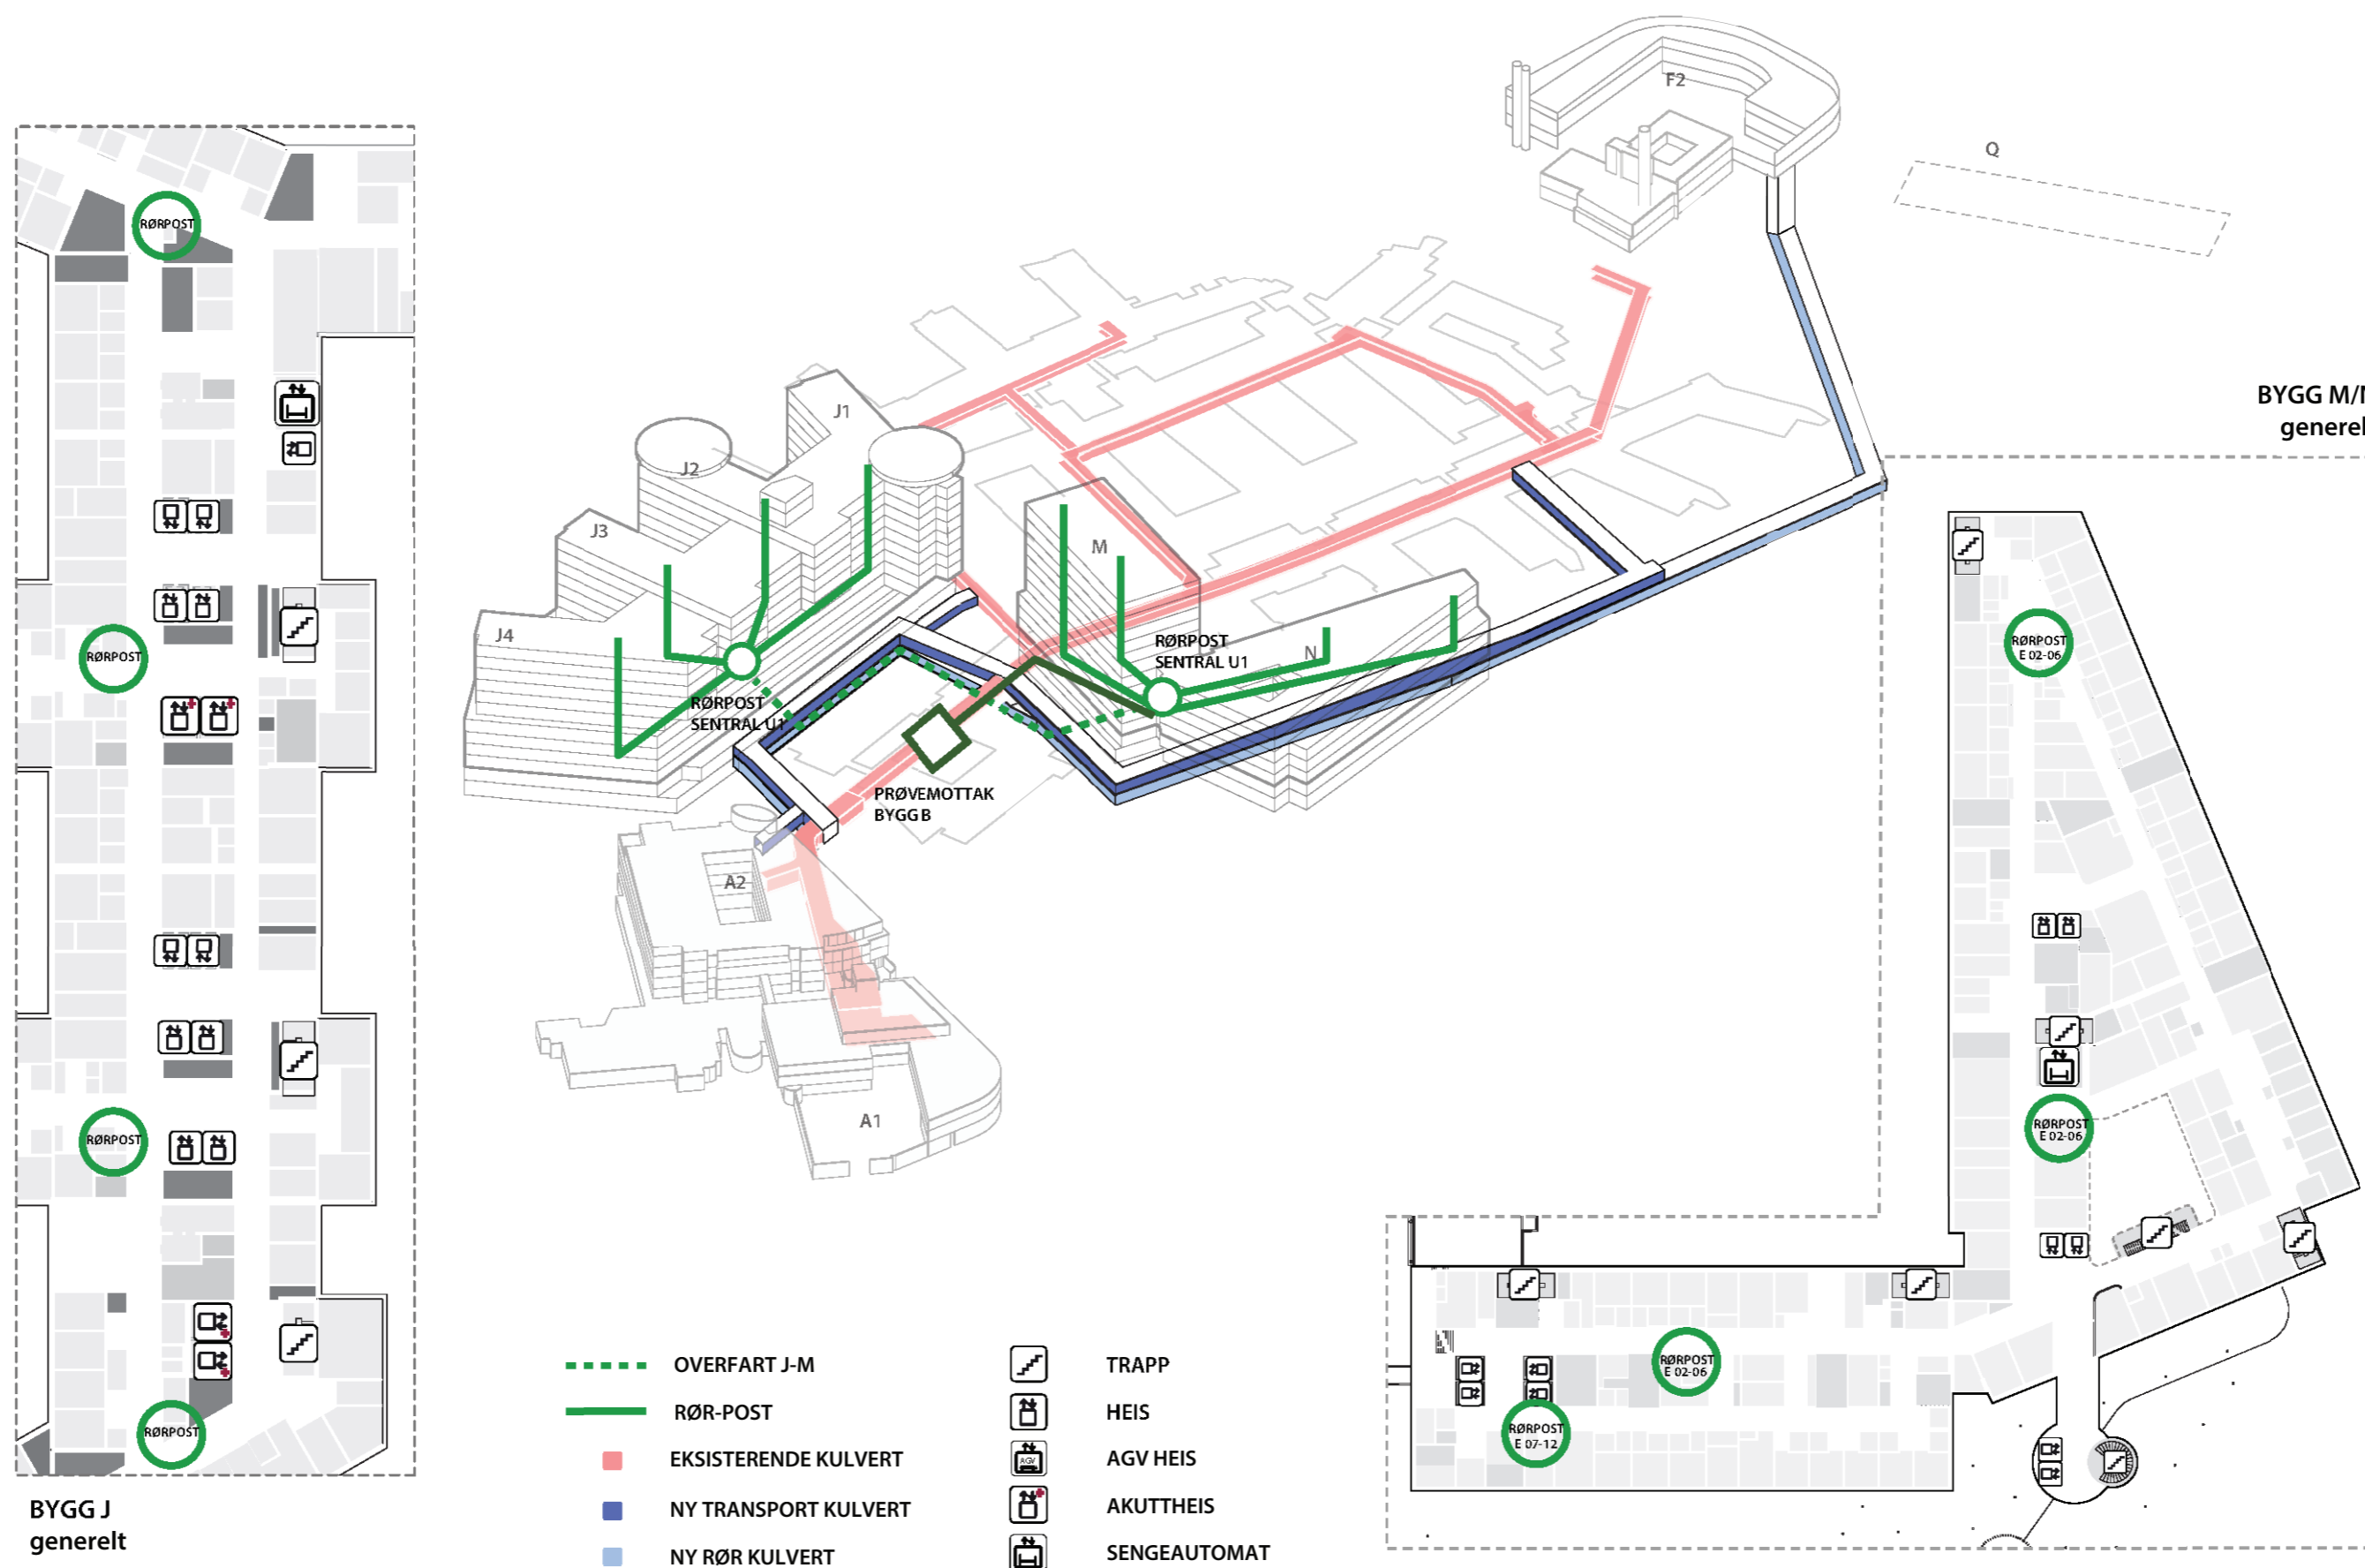 F2
Q
BYGG M/N
generelt
J1
J2
J3
J4
M
N
RØRPOST
SENTRAL U1
RØRPOST
SENTRAL U1
PRØVEMOTTAK
BYGG B
A2
A1
RØRPOST
RØRPOST
RØRPOST
RØRPOST
BYGG J
generelt
RØRPOST
E 02-06
RØRPOST
E 02-06
RØRPOST
E 02-06
RØRPOST
E 07-12
OVERFART J-M
RØR-POST
EKSISTERENDE KULVERT
NY TRANSPORT KULVERT
NY RØR KULVERT
TRAPP
HEIS
AGV
AGV HEIS
AKUTTHEIS
SENGEAUTOMAT